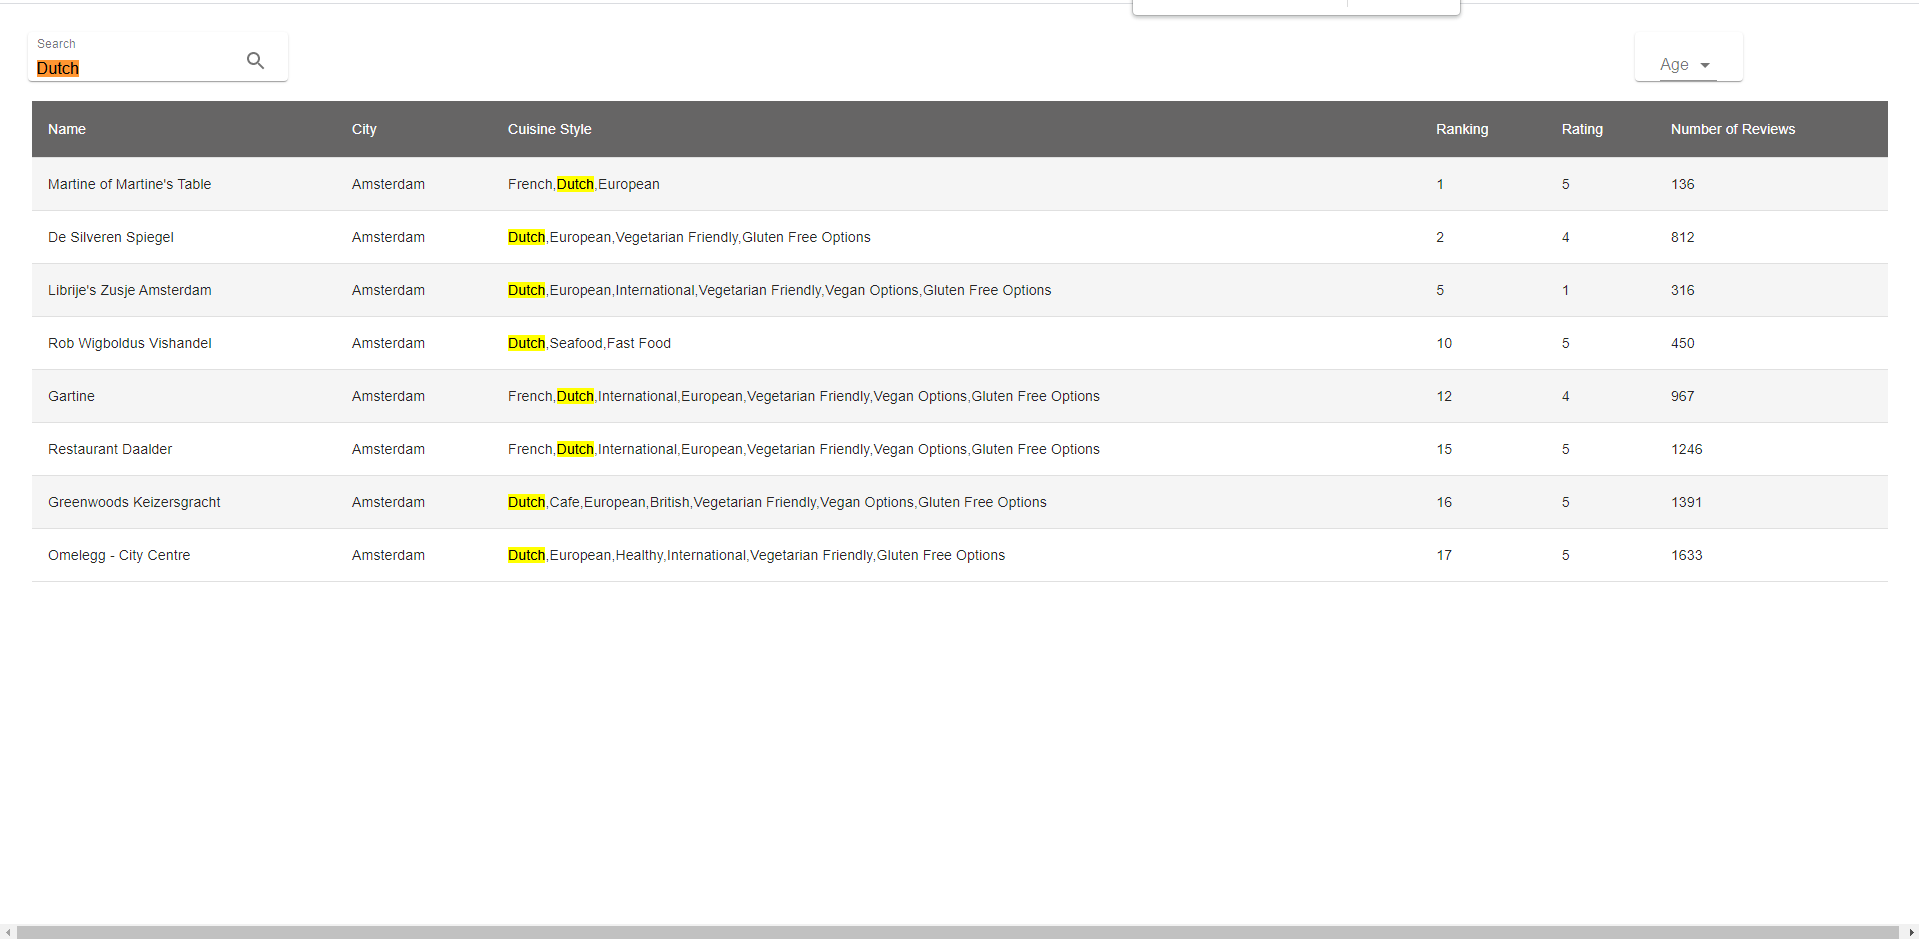 Search
Dutch
Age
Name City Cuisine Style Ranking Rating Number of Reviews
Martine of Martine's Table Amsterdam French,Dutch,European 1 5 136
De Silveren Spiegel Amsterdam Dutch,European,Vegetarian Friendly,Gluten Free Options 2 4 812
Librije's Zusje Amsterdam Amsterdam Dutch,European,International,Vegetarian Friendly,Vegan Options,Gluten Free Options 5 1 316
Rob Wigboldus Vishandel Amsterdam Dutch,Seafood,Fast Food 10 5 450
Gartine Amsterdam French,Dutch,International,European,Vegetarian Friendly,Vegan Options,Gluten Free Options 12 4 967
Restaurant Daalder Amsterdam French,Dutch,International,European,Vegetarian Friendly,Vegan Options,Gluten Free Options 15 5 1246
Greenwoods Keizersgracht Amsterdam Dutch,Cafe,European,British,Vegetarian Friendly,Vegan Options,Gluten Free Options 16 5 1391
Omelegg - City Centre Amsterdam Dutch,European,Healthy,International,Vegetarian Friendly,Gluten Free Options 17 5 1633